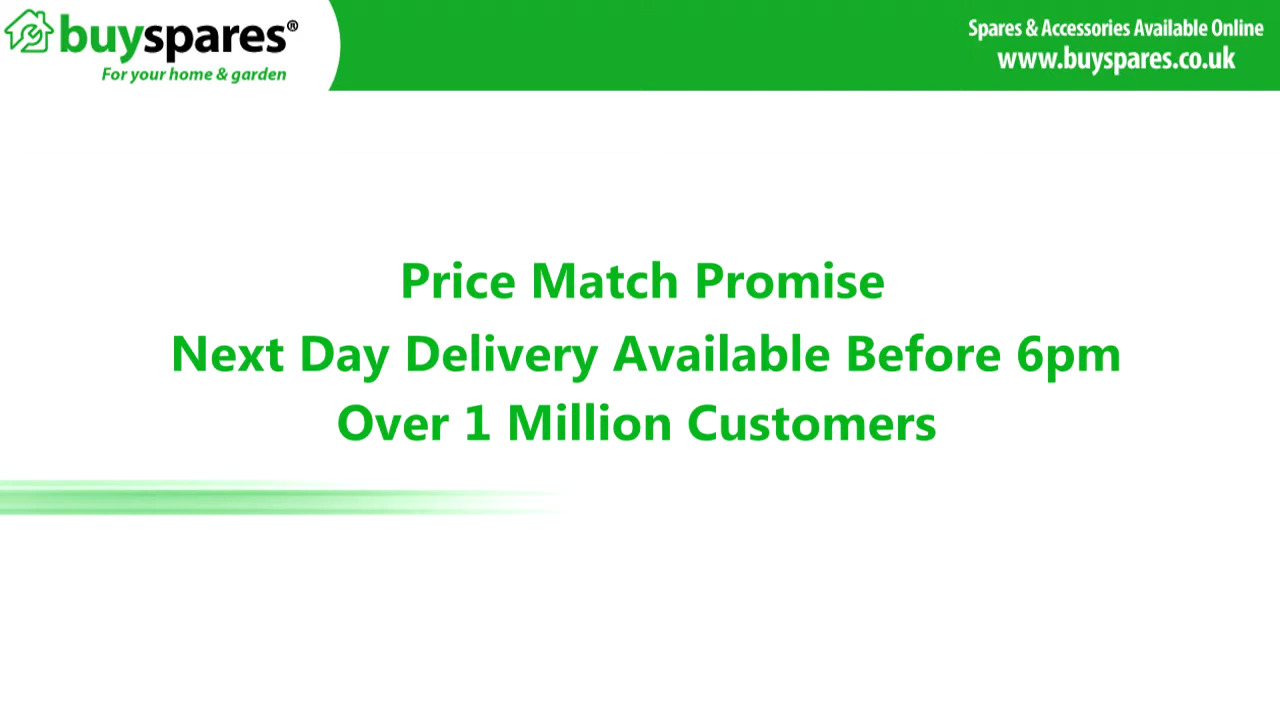 buyspares®
For your home & garden
Spares & Accessories Available Online
www.buyspares.co.uk
Price Match Promise
Next Day Delivery Available Before 6pm
Over 1 Million Customers